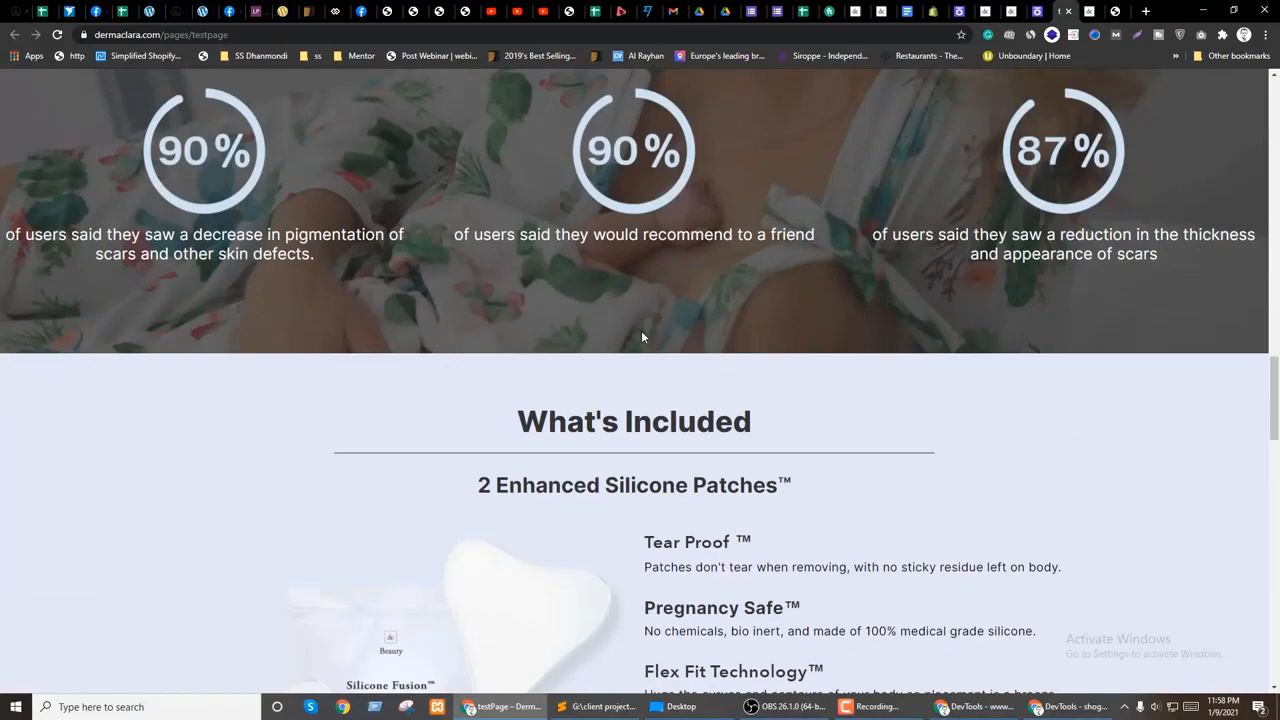 dermaclara.com/pages/testpage
Apps
http
Simplified Shopify...
SS Dhanmondi
ss
Mentor
Post Webinar | webi...
2019's Best Selling...
Al Rayhan
Europe's leading br...
Siroppe - Independ...
Restaurants - The...
Unboundary | Home
»
Other bookmarks
90 %
90 %
87 %
of users said they saw a decrease in pigmentation of
scars and other skin defects.
of users said they would recommend to a friend
of users said they saw a reduction in the thickness
and appearance of scars
What's Included
2 Enhanced Silicone Patches™
Tear Proof ™
Patches don't tear when removing, with no sticky residue left on body.
Pregnancy Safe™
No chemicals, bio inert, and made of 100% medical grade silicone.
Flex Fit Technology™
dc
Beauty
Silicone Fusion™
Activate Windows
Go to Settings to activate Windows.
Type here to search
testPage – Derm...
G:\client project...
Desktop
OBS 26.1.0 (64-b...
Recording...
DevTools - www...
DevTools - shog...
11:58 PM
1/9/2021